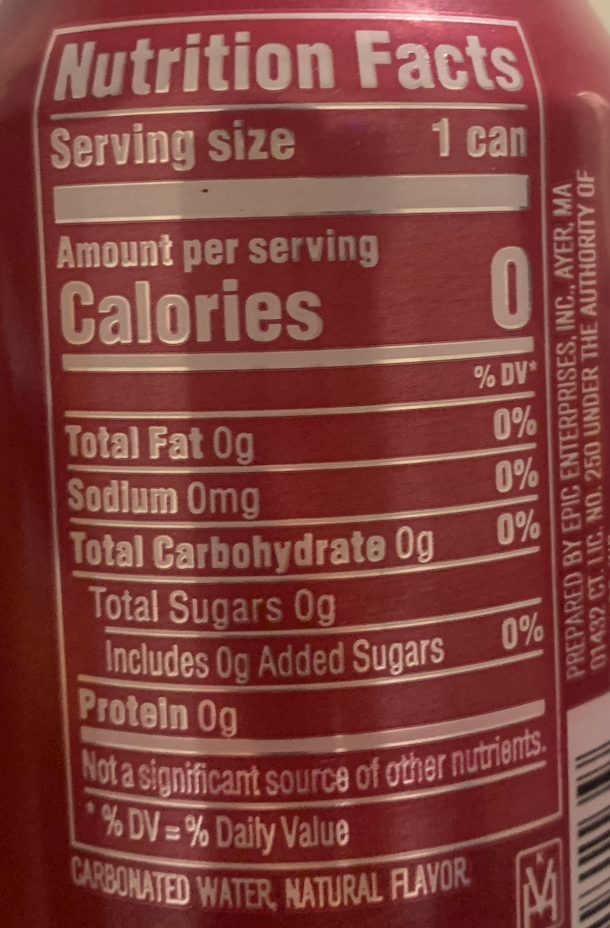 Nutrition Facts
Serving size 1 can
Amount per serving
Calories 0
% DV*
Total Fat 0g 0%
Sodium 0mg 0%
Total Carbohydrate 0g 0%
Total Sugars 0g
Includes 0g Added Sugars 0%
Protein 0g
Not a significant source of other nutrients.
* % DV = % Daily Value
CARBONATED WATER, NATURAL FLAVOR
PREPARED BY EPIC ENTERPRISES, INC., AYER, MA
01432 CT. LIC. NO. 250 UNDER THE AUTHORITY OF
K